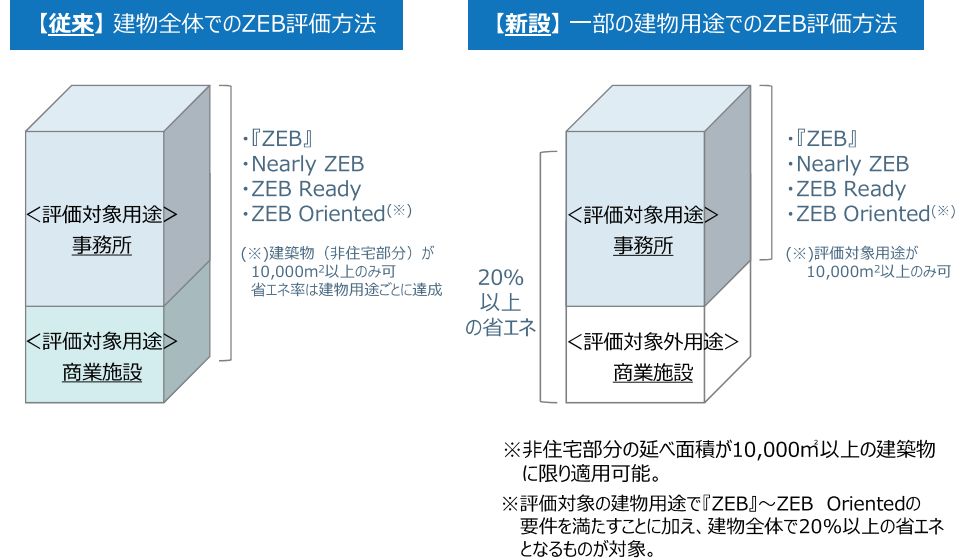 【従来】 建物全体でのZEB評価方法
・『ZEB』
・Nearly ZEB
・ZEB Ready
・ZEB Oriented(※)
(※)建築物（非住宅部分）が
10,000m²以上のみ可
省エネ率は建物用途ごとに達成
＜評価対象用途＞
事務所
＜評価対象用途＞
商業施設
【新設】 一部の建物用途でのZEB評価方法
・『ZEB』
・Nearly ZEB
・ZEB Ready
・ZEB Oriented(※)
(※)評価対象用途が
10,000m²以上のみ可
＜評価対象用途＞
事務所
20%
以上
の省エネ
＜評価対象外用途＞
商業施設
※非住宅部分の延べ面積が10,000㎡以上の建築物
に限り適用可能。
※評価対象の建物用途で『ZEB』～ZEB Orientedの
要件を満たすことに加え、建物全体で20%以上の省エネ
となるものが対象。